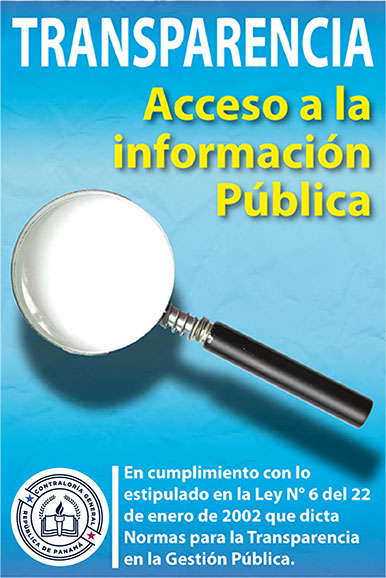 TRANSPARENCIA
Acceso a la
información
Pública
En cumplimiento con lo
estipulado en la Ley N° 6 del 22
de enero de 2002 que dicta
Normas para la Transparencia
en la Gestión Pública.
CONTRALORÍA GENERAL
REPÚBLICA DE PANAMÁ